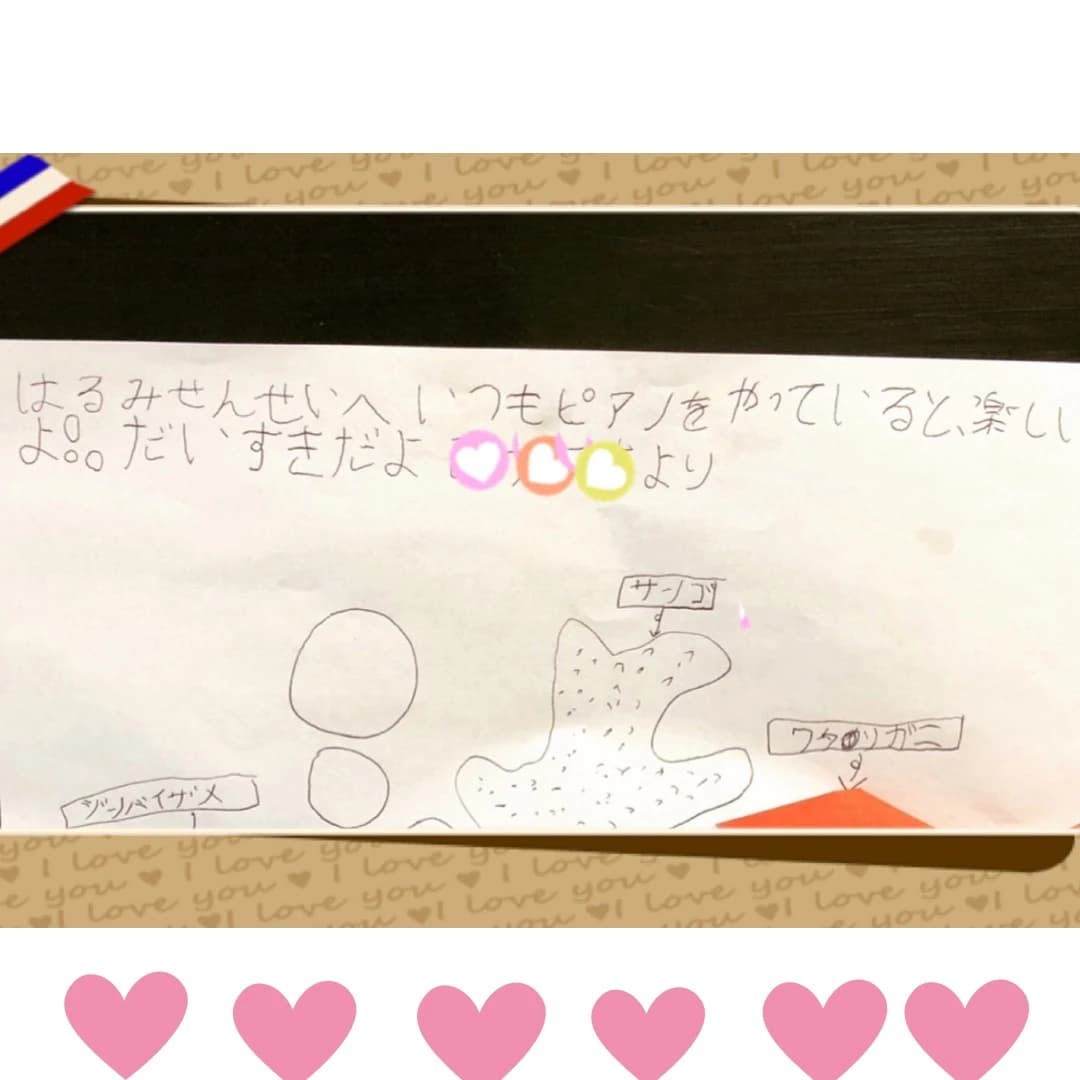 はるみせんせいへ いつもピアノをやっていると、楽しい
よ!。。だいすきだよ より
サンゴ
ワタリガニ
ジンベイザメ
I love you